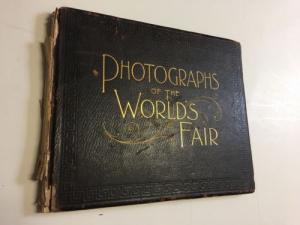 PHOTOGRAPHS
OF THE
WORLD'S
FAIR